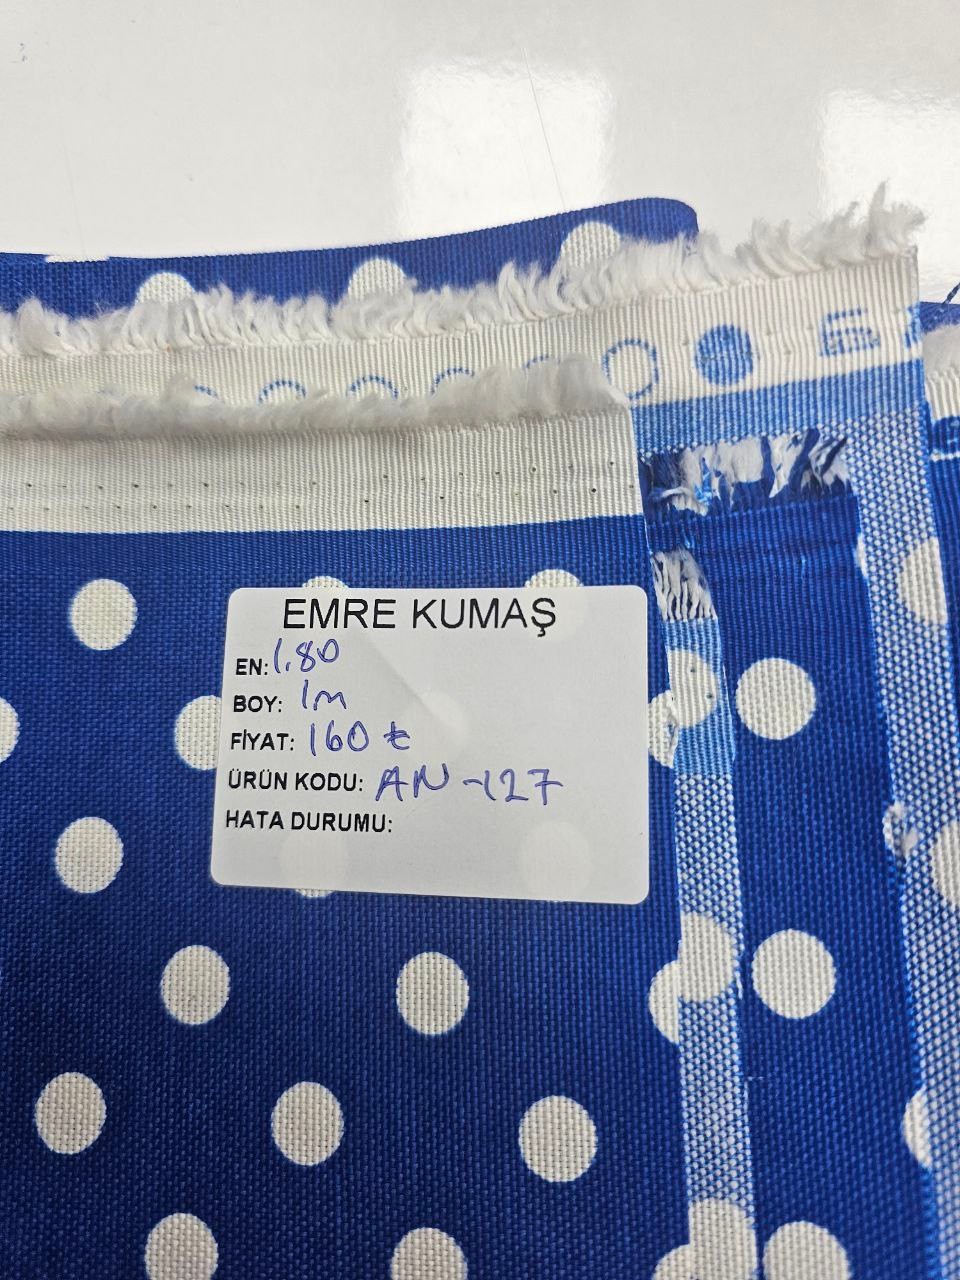 EMRE KUMAŞ
EN: 1.80
BOY: 1m
FİYAT: 160 ₺
ÜRÜN KODU: AN-127
HATA DURUMU: